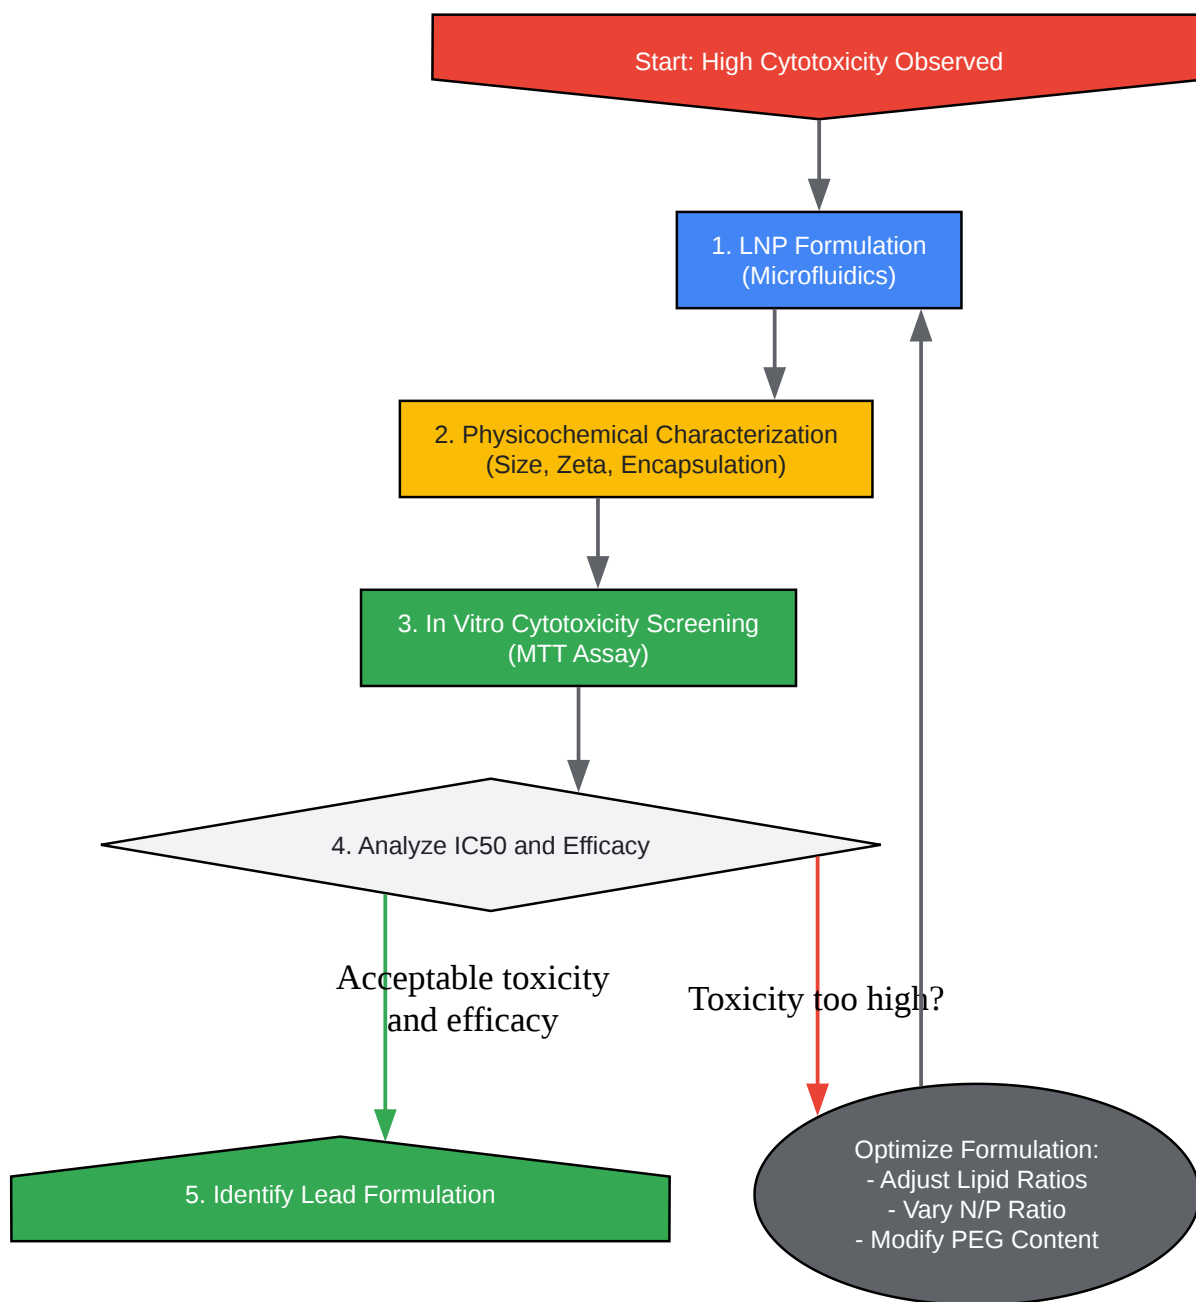 Start: High Cytotoxicity Observed
1. LNP Formulation
(Microfluidics)
2. Physicochemical Characterization
(Size, Zeta, Encapsulation)
3. In Vitro Cytotoxicity Screening
(MTT Assay)
4. Analyze IC50 and Efficacy
Acceptable toxicity
and efficacy
Toxicity too high?
5. Identify Lead Formulation
Optimize Formulation:
- Adjust Lipid Ratios
- Vary N/P Ratio
- Modify PEG Content